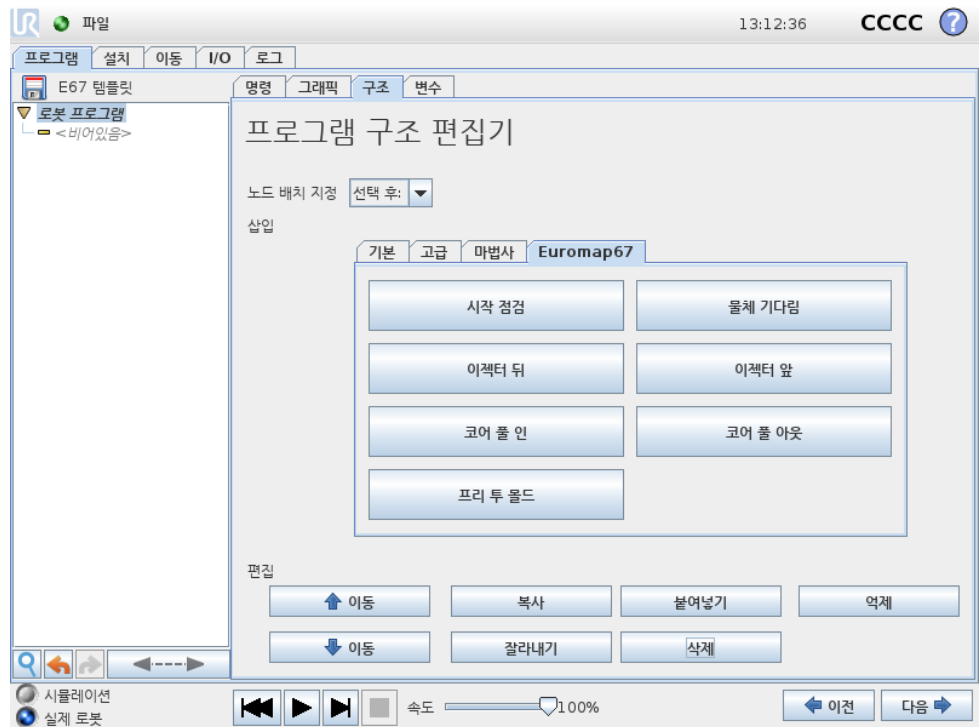 UR 파일 13:12:36 CCCC ?
프로그램 설치 이동 I/O 로그
E67 템플릿
명령 그래픽 구조 변수
로봇 프로그램
<비어있음>
프로그램 구조 편집기
노드 배치 지정 선택 후:
삽입
기본 고급 마법사 Euromap67
시작 점검 물체 기다림
이젝터 뒤 이젝터 앞
코어 풀 인 코어 풀 아웃
프리 투 몰드
편집
이동 복사 붙여넣기 억제
이동 잘라내기 삭제
시뮬레이션
실제 로봇
속도 100%
이전 다음